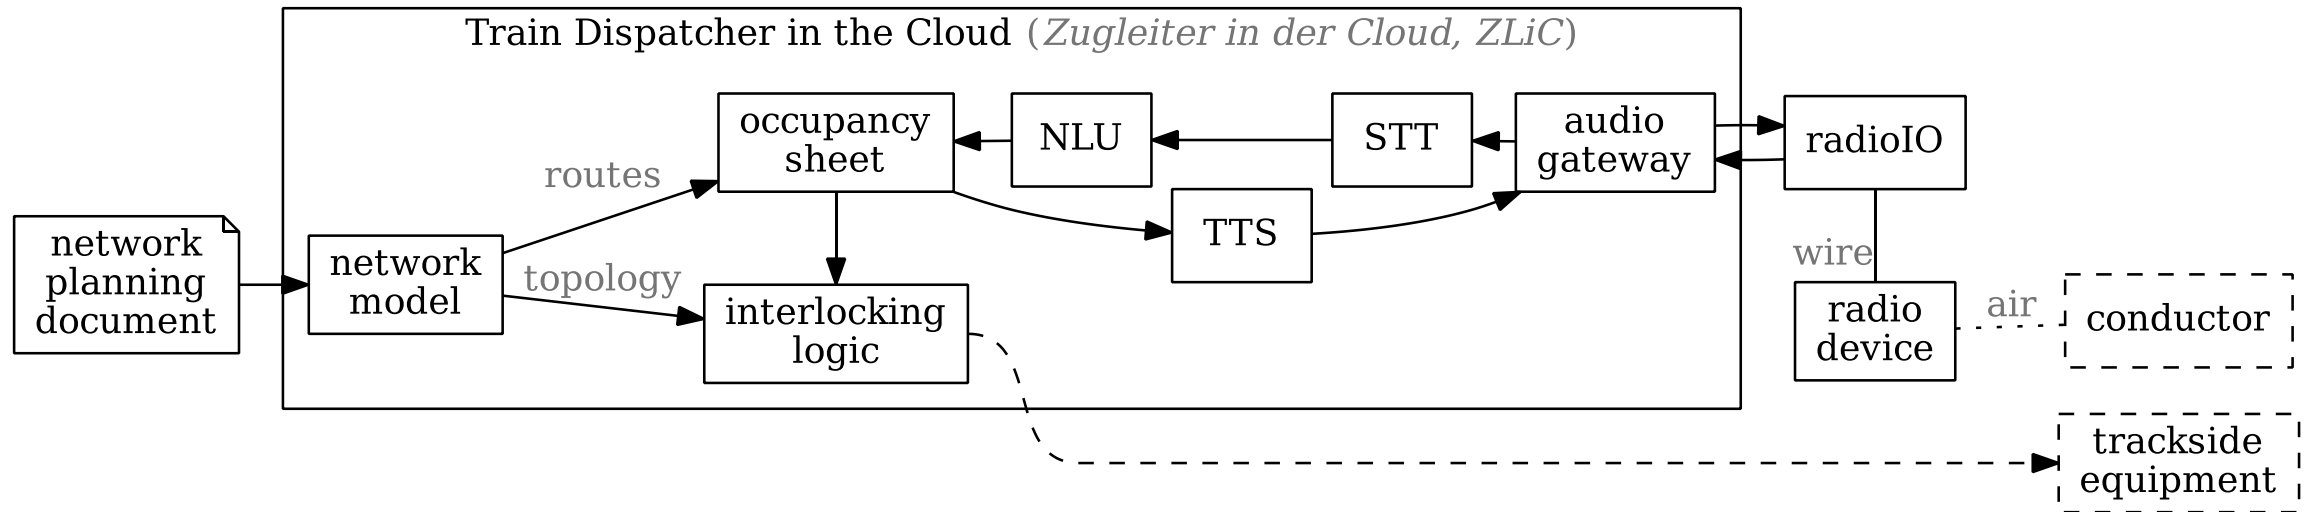 Train Dispatcher in the Cloud (Zugleiter in der Cloud, ZLiC)
network
planning
document
network
model
routes
topology
occupancy
sheet
interlocking
logic
NLU
STT
TTS
audio
gateway
radioIO
wire
radio
device
air
conductor
trackside
equipment